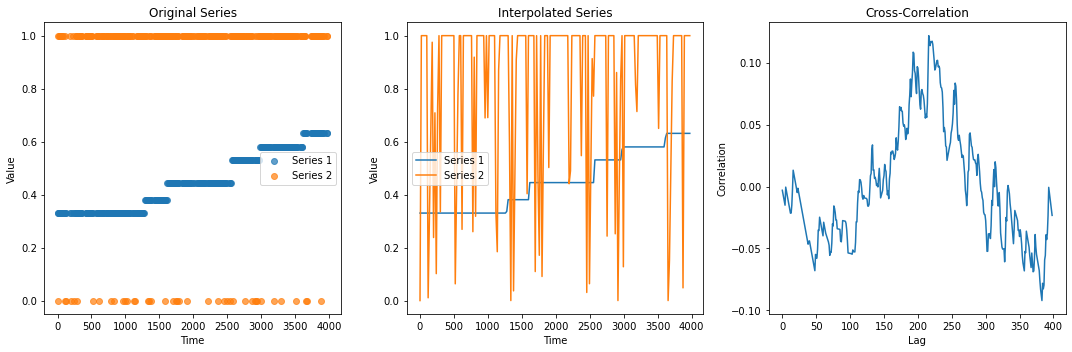 Original Series
1.0
0.8
0.6
0.4
0.2
0.0
Value
Series 1
Series 2
0 500 1000 1500 2000 2500 3000 3500 4000
Time
Interpolated Series
1.0
0.8
0.6
0.4
0.2
0.0
Value
Series 1
Series 2
0 500 1000 1500 2000 2500 3000 3500 4000
Time
Cross-Correlation
0.10
0.05
0.00
−0.05
−0.10
Correlation
0 50 100 150 200 250 300 350 400
Lag